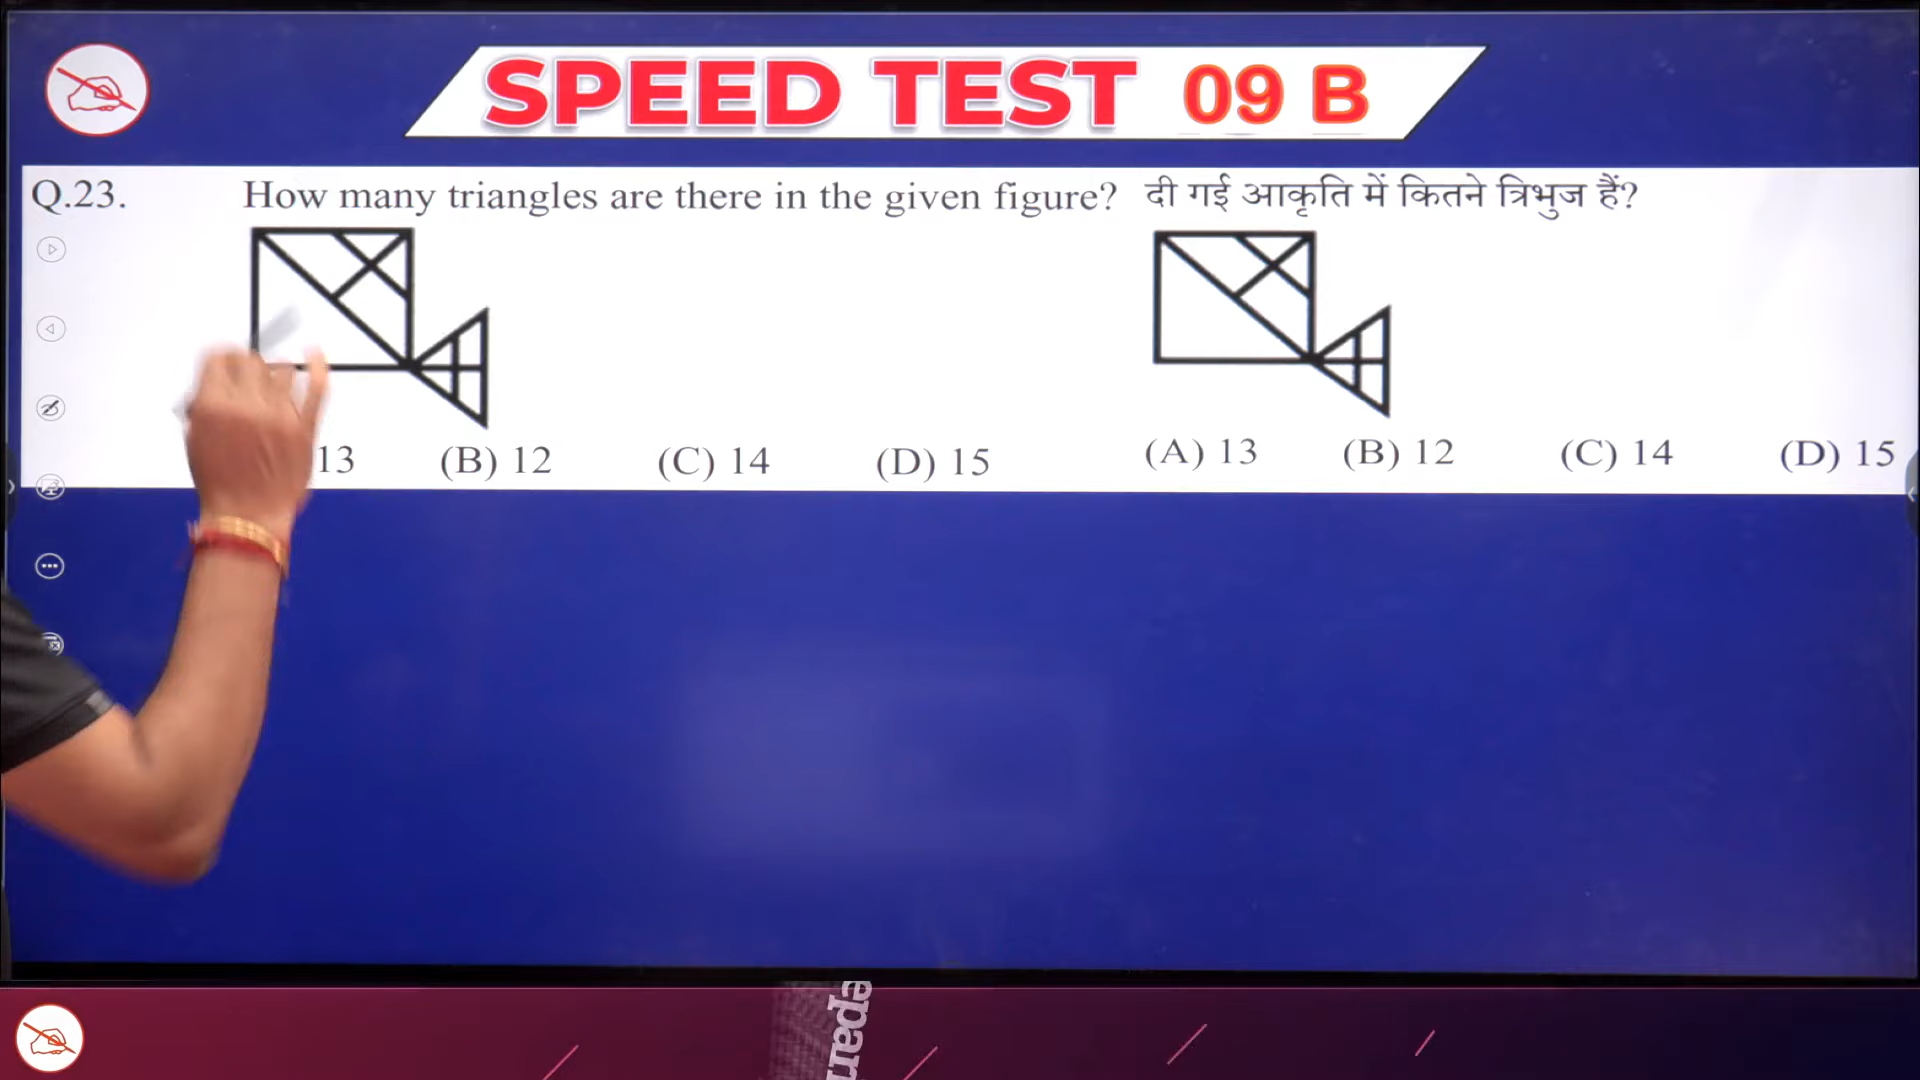 SPEED TEST 09 B
Q.23. How many triangles are there in the given figure? दी गई आकृति में कितने त्रिभुज हैं?
13 (B) 12 (C) 14 (D) 15 (A) 13 (B) 12 (C) 14 (D) 15
epar